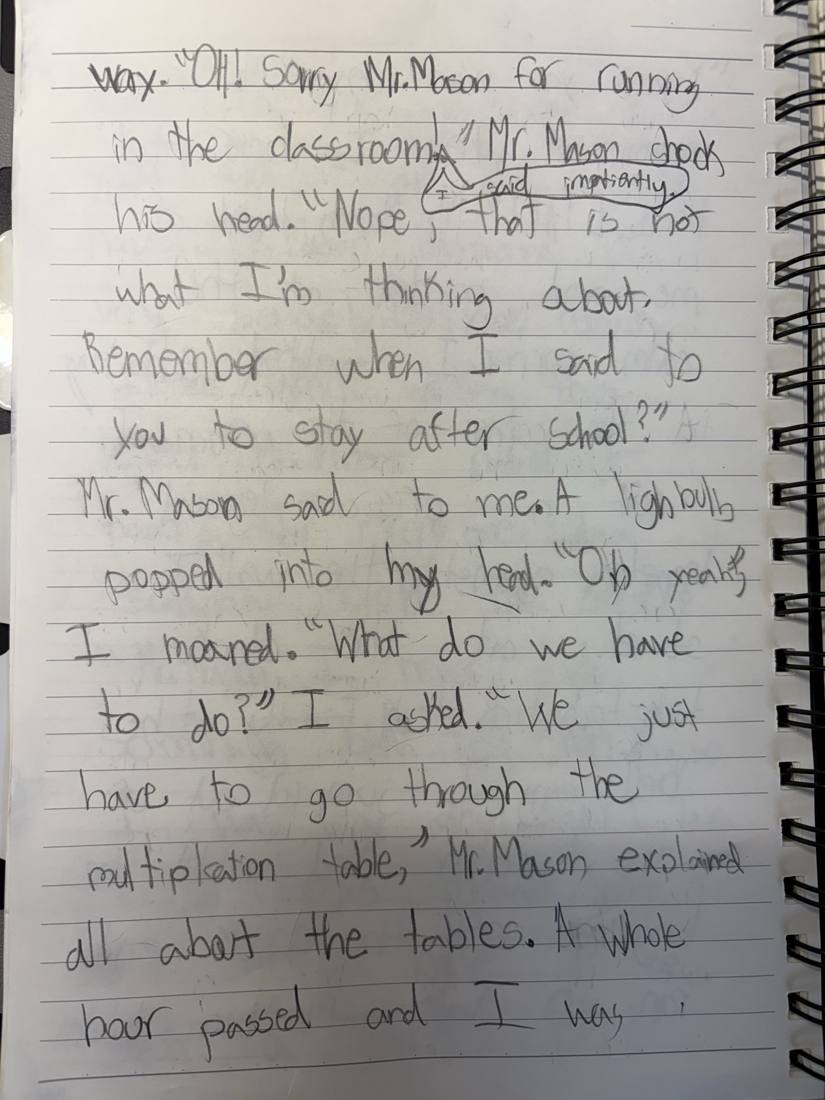 way. "Oh! Sorry Mr. Mason for running
in the classroom!" Mr. Mason shock
I said impatiently.
his head. "Nope, that is not
what I'm thinking about.
Remember when I said to
you to stay after school?"
Mr. Mason said to me. A lighbulb
popped into my head. "Oh yeah",
I moaned. "What do we have
to do?" I asked. "We just
have to go through the
multiplication table," Mr. Mason explained
all about the tables. A whole
hour passed and I was